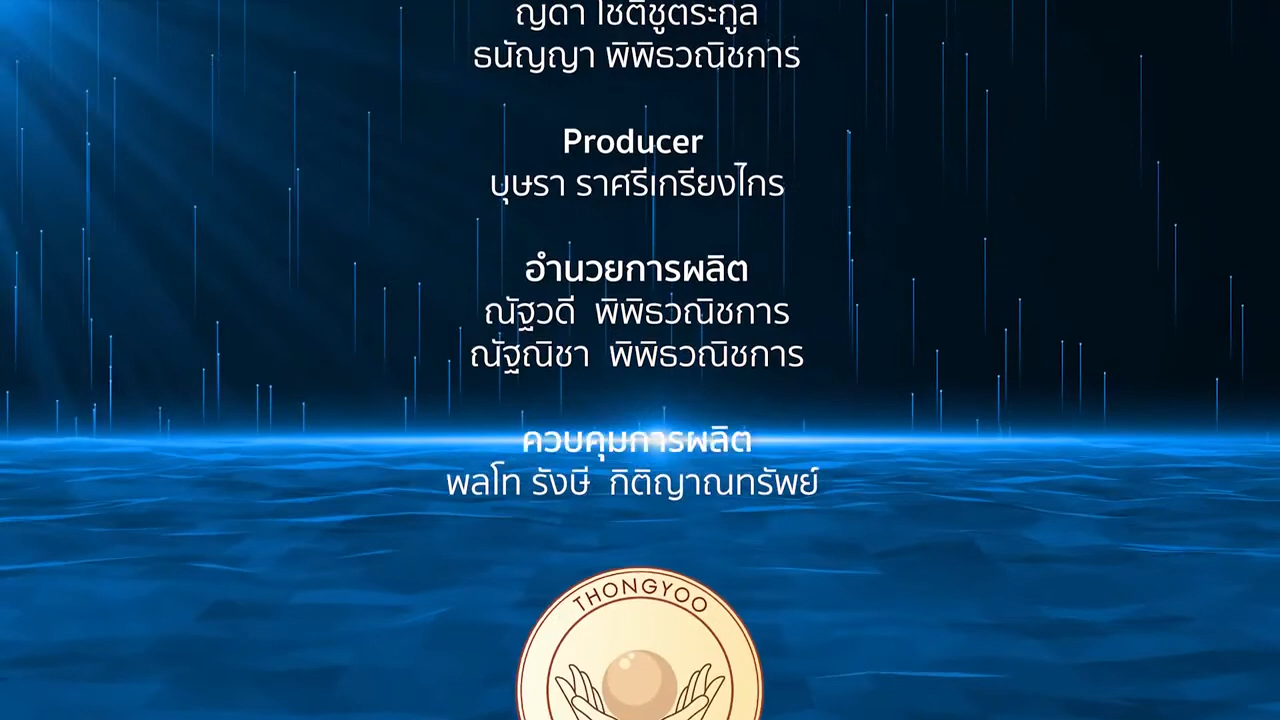 ญดา โชติชูตระกูล
ธนัญญา พิพิธวณิชการ
Producer
บุษรา ราศรีเกรียงไกร
อำนวยการผลิต
ณัฐวดี พิพิธวณิชการ
ณัฐณิชา พิพิธวณิชการ
ควบคุมการผลิต
พลโท รังษี กิติญาณทรัพย์
THONGYOO